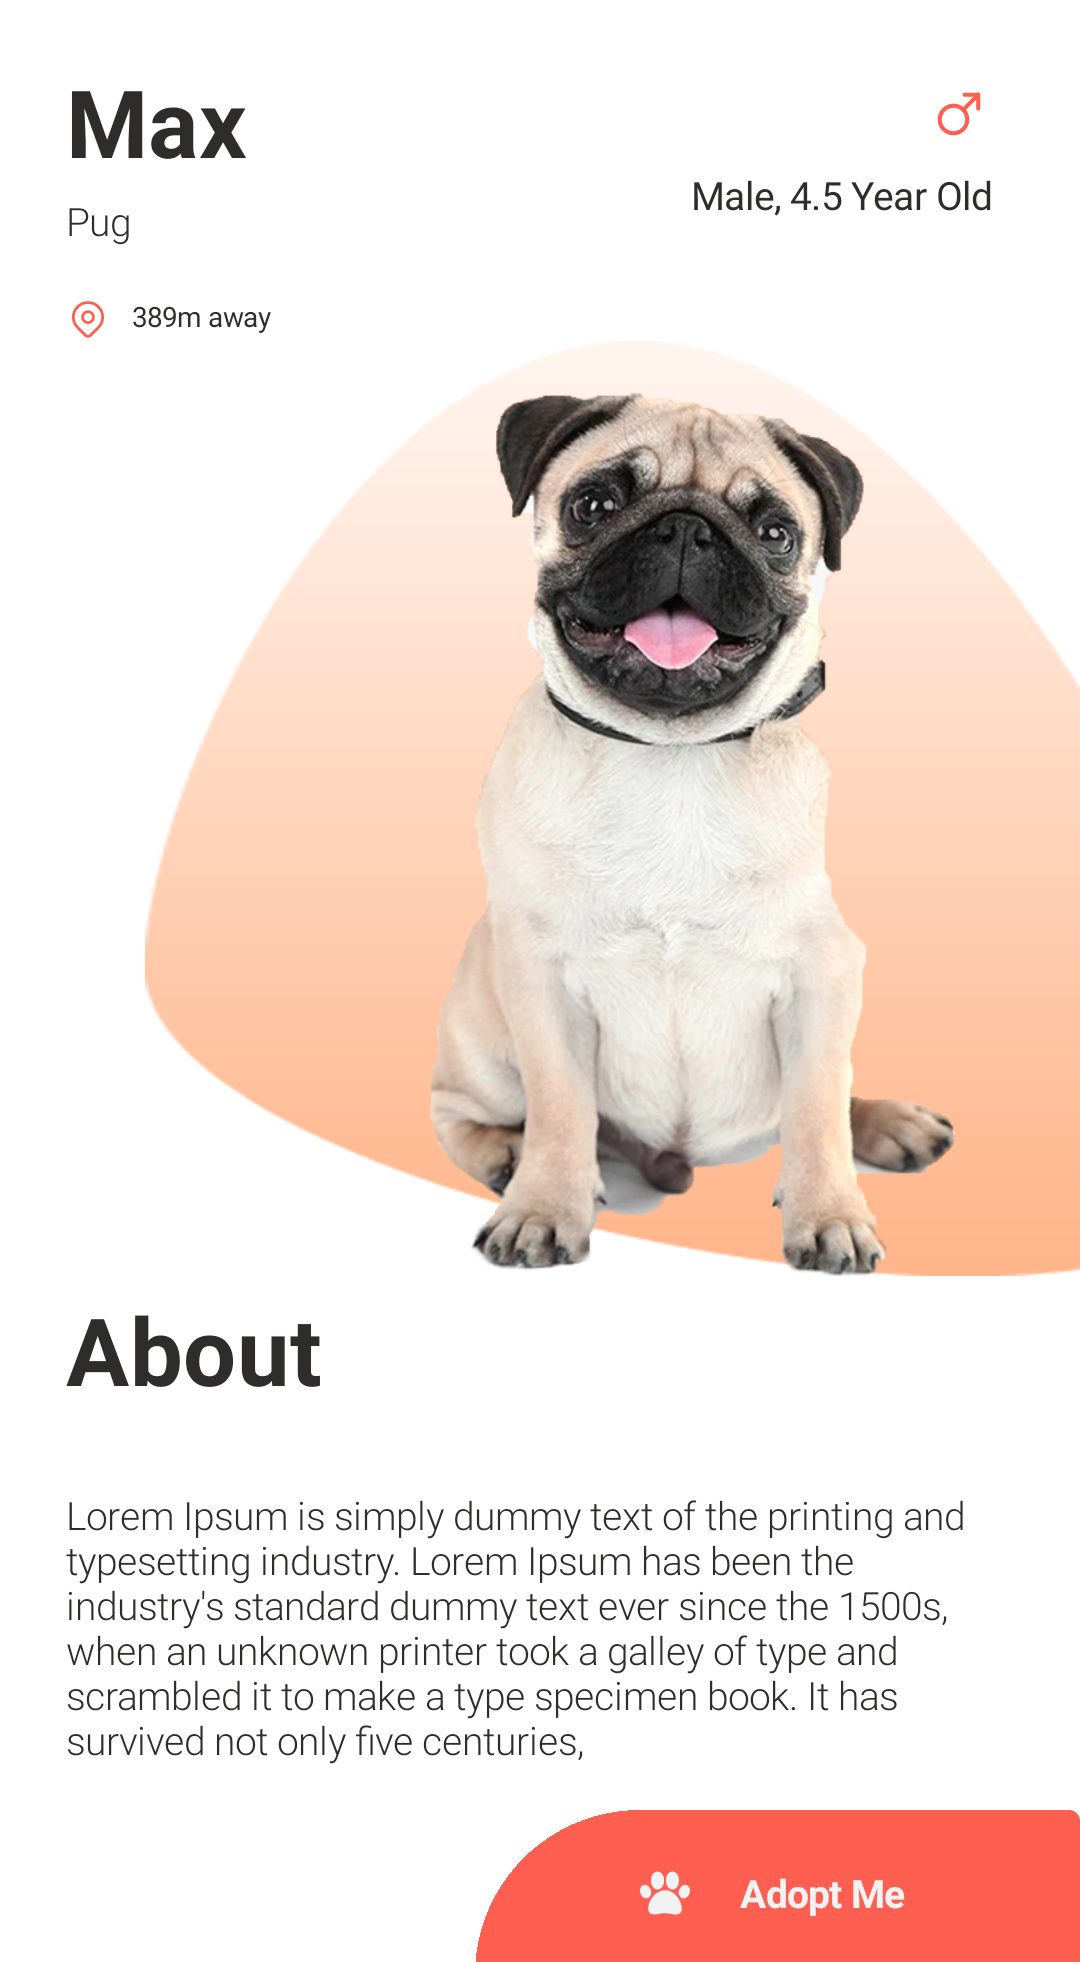 Max
Pug
Male, 4.5 Year Old
389m away
About
Lorem Ipsum is simply dummy text of the printing and
typesetting industry. Lorem Ipsum has been the
industry's standard dummy text ever since the 1500s,
when an unknown printer took a galley of type and
scrambled it to make a type specimen book. It has
survived not only five centuries,
Adopt Me